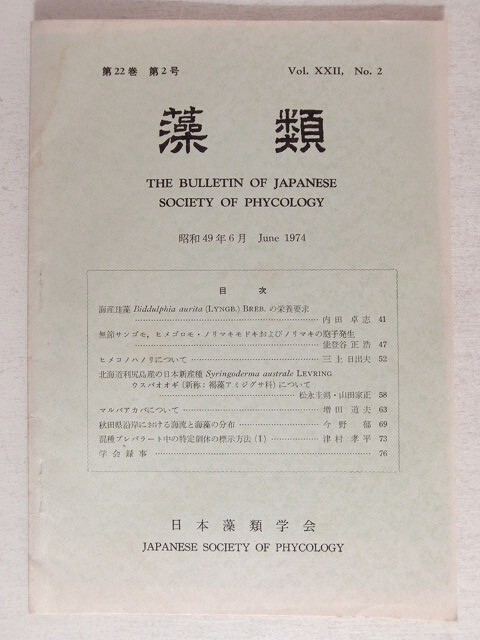 第22巻 第2号 Vol. XXII, No. 2
藻類
THE BULLETIN OF JAPANESE
SOCIETY OF PHYCOLOGY
昭和49年6月 June 1974
目次
海産珪藻 Biddulphia aurita (LYNGB.) BREB. の栄養要求
内田卓志 41
無節サンゴモ,ヒメゴロモ・ノリマキモドキおよびノリマキの胞子発生
能登谷正浩 47
ヒメコノハノリについて 三上日出夫 52
北海道利尻島産の日本新産種 Syringoderma australe LEVRING
ウスバオオギ(新称:褐藻アミジグサ科)について
松永圭朔・山田家正 58
マルバアカバについて 増田道夫 63
秋田県沿岸における海流と海藻の分布 今野郁 69
混種プレパラート中の特定個体の標示方法(I) 津村孝平 73
学会録事 76
日本藻類学会
JAPANESE SOCIETY OF PHYCOLOGY